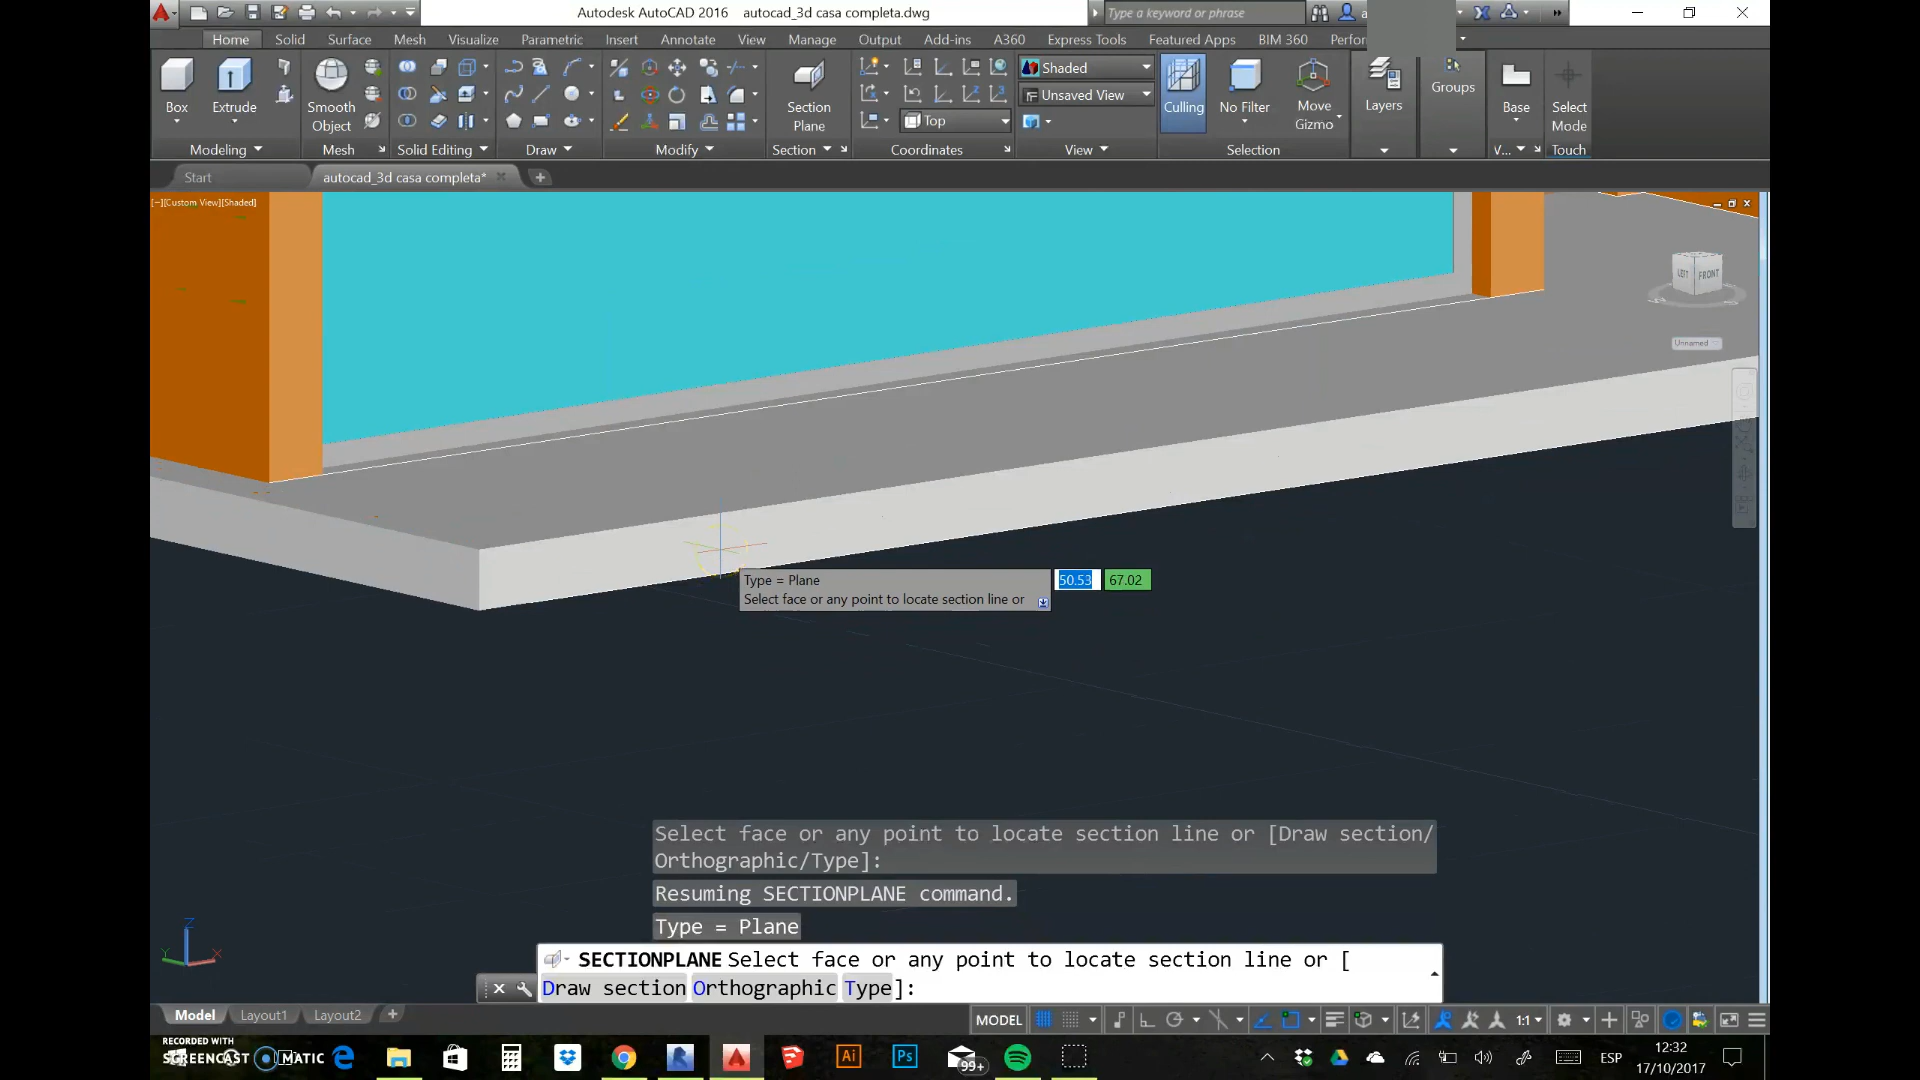 Autodesk AutoCAD 2016 autocad_3d casa completa.dwg
Type a keyword or phrase
Home Solid Surface Mesh Visualize Parametric Insert Annotate View Manage Output Add-ins A360 Express Tools Featured Apps BIM 360 Perfor
Shaded
Unsaved View
Top
Box
Extrude
Smooth
Object
Section
Plane
Culling
No Filter
Move
Gizmo
Layers
Groups
Base
Select
Mode
Modeling Mesh Solid Editing Draw Modify Section Coordinates View Selection V... Touch
Start autocad_3d casa completa*
[−][Custom View][Shaded]
LEFT FRONT
Unnamed
Type = Plane
Select face or any point to locate section line or
50.53 67.02
Select face or any point to locate section line or [Draw section/
Orthographic/Type]:
Resuming SECTIONPLANE command.
Type = Plane
SECTIONPLANE Select face or any point to locate section line or [
Draw section Orthographic Type]:
Z
Y X
Model Layout1 Layout2
MODEL 1:1
RECORDED WITH
SCREENCAST MATIC
Ai Ps 99+
ESP
12:32
17/10/2017